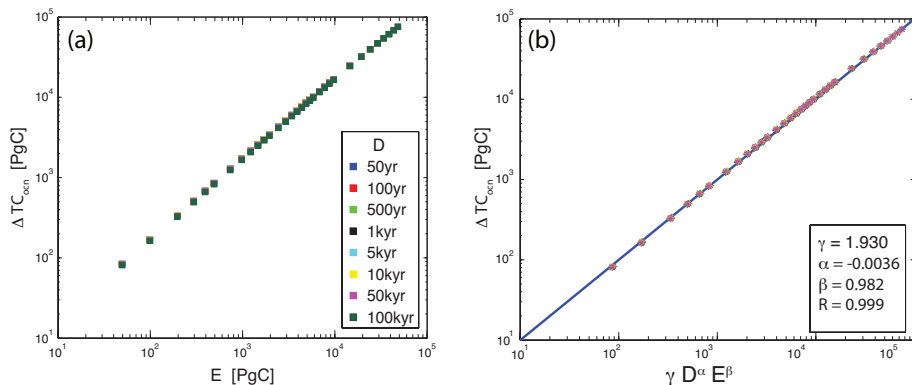 (a)
Δ TC_ocn [PgC]
10^5
10^4
10^3
10^2
10^1
10^1 10^2 10^3 10^4 10^5
E [PgC]
D
50yr
100yr
500yr
1kyr
5kyr
10kyr
50kyr
100kyr
(b)
Δ TC_ocn [PgC]
10^5
10^4
10^3
10^2
10^1
10^1 10^2 10^3 10^4
γ D^α E^β
γ = 1.930
α = -0.0036
β = 0.982
R = 0.999